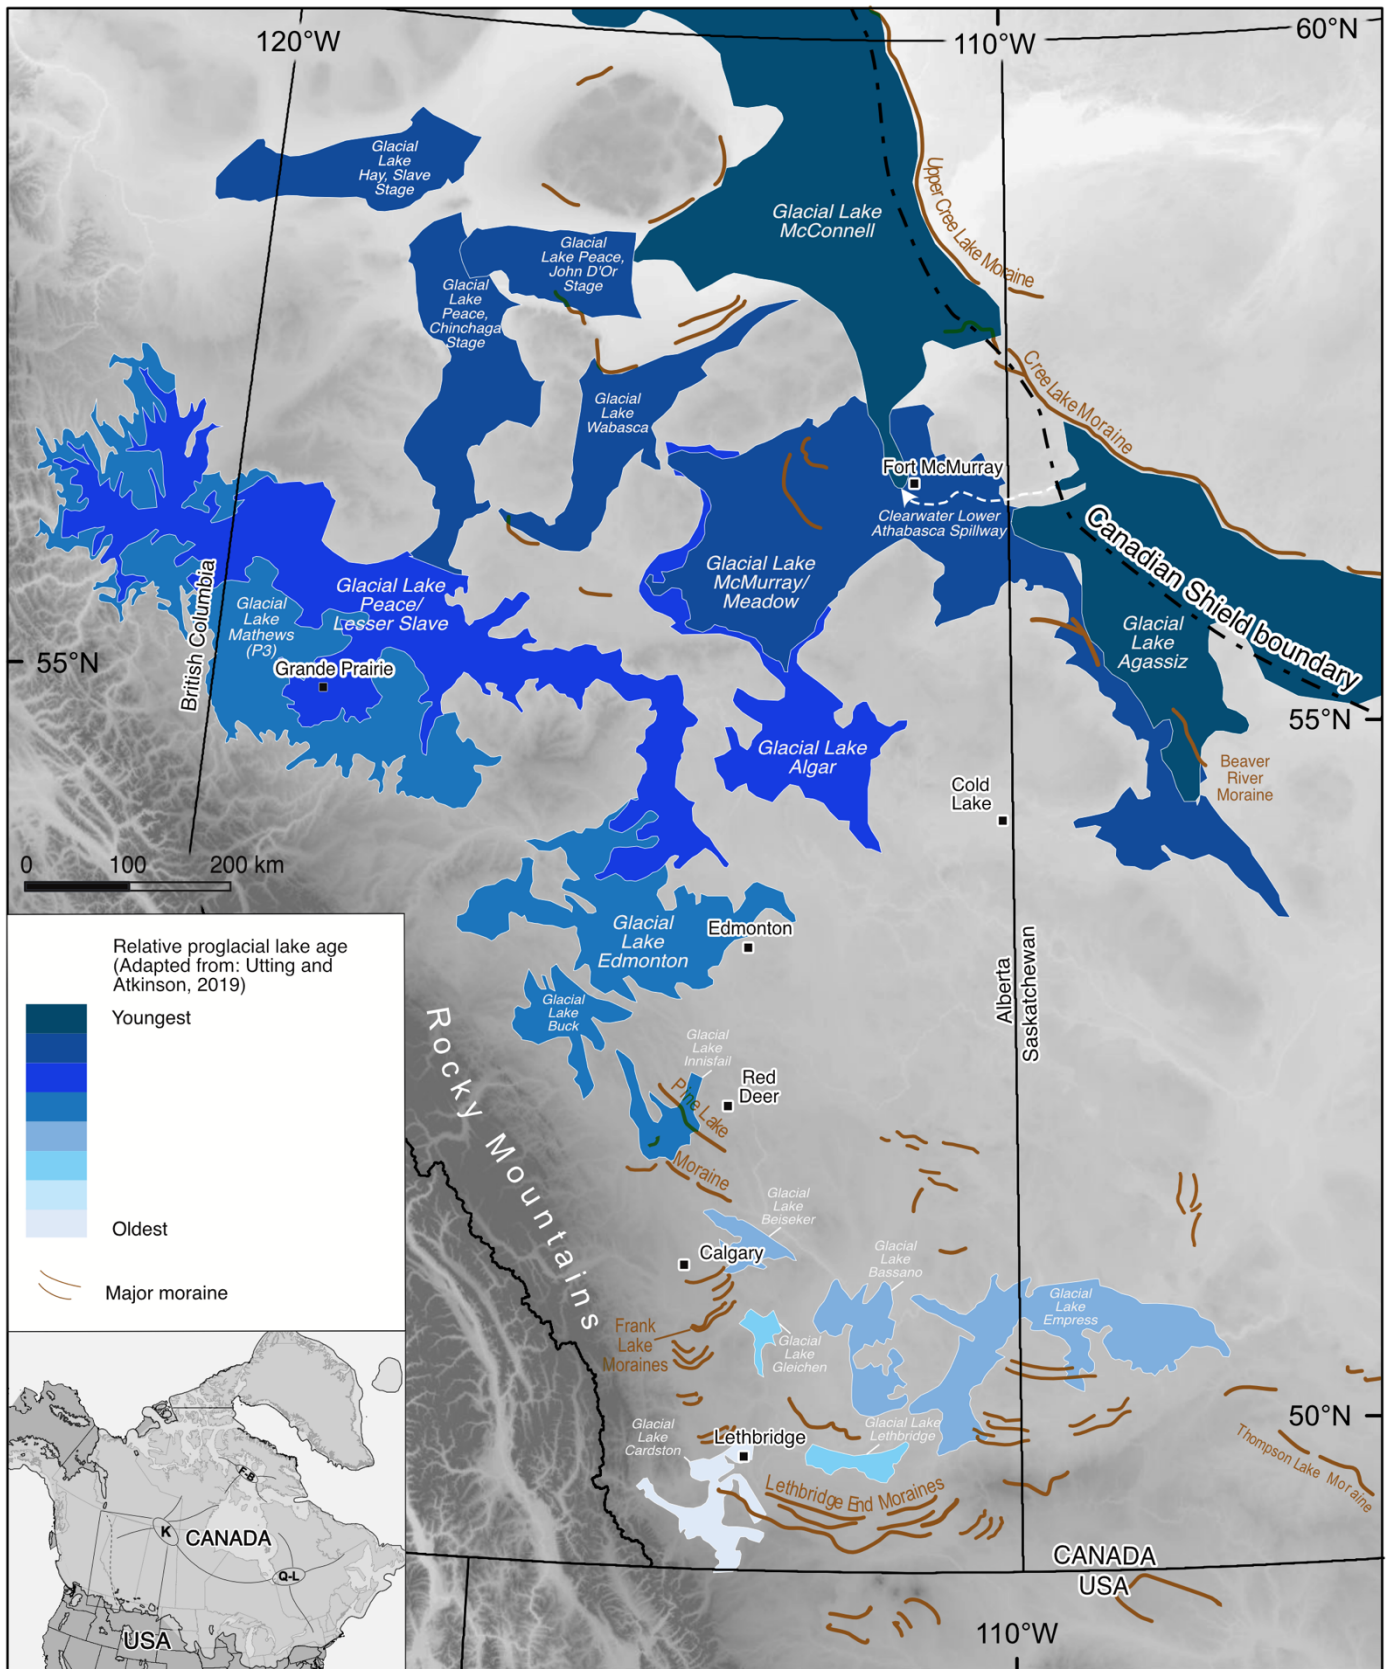 120°W
110°W
60°N
Glacial
Lake
Hay, Slave
Stage
Glacial Lake
McConnell
Upper Cree Lake Moraine
Glacial
Lake Peace,
John D'Or
Stage
Glacial
Lake
Peace,
Chinchaga
Stage
Cree Lake Moraine
Glacial
Lake
Wabasca
Fort McMurray
Clearwater Lower
Athabasca Spillway
Canadian Shield boundary
Glacial Lake
McMurray/
Meadow
Glacial Lake
Peace/
Lesser Slave
Glacial
Lake
Mathews
(P3)
British Columbia
Glacial
Lake
Agassiz
55°N
Grande Prairie
55°N
Glacial Lake
Algar
Beaver
River
Moraine
Cold
Lake
0 100 200 km
Glacial
Lake
Edmonton
Edmonton
Alberta
Saskatchewan
Relative proglacial lake age
(Adapted from: Utting and
Atkinson, 2019)
Youngest
Oldest
Major moraine
Rocky Mountains
Glacial
Lake
Buck
Glacial
Lake
Innisfail
Red
Deer
Pine Lake
Moraine
Glacial
Lake
Beiseker
Calgary
Glacial
Lake
Bassano
Glacial
Lake
Empress
Frank
Lake
Moraines
Glacial
Lake
Gleichen
Glacial
Lake
Cardston
Lethbridge
Glacial Lake
Lethbridge
50°N
Thompson Lake Moraine
Lethbridge End Moraines
CANADA
USA
110°W
F-B
K
CANADA
Q-L
USA